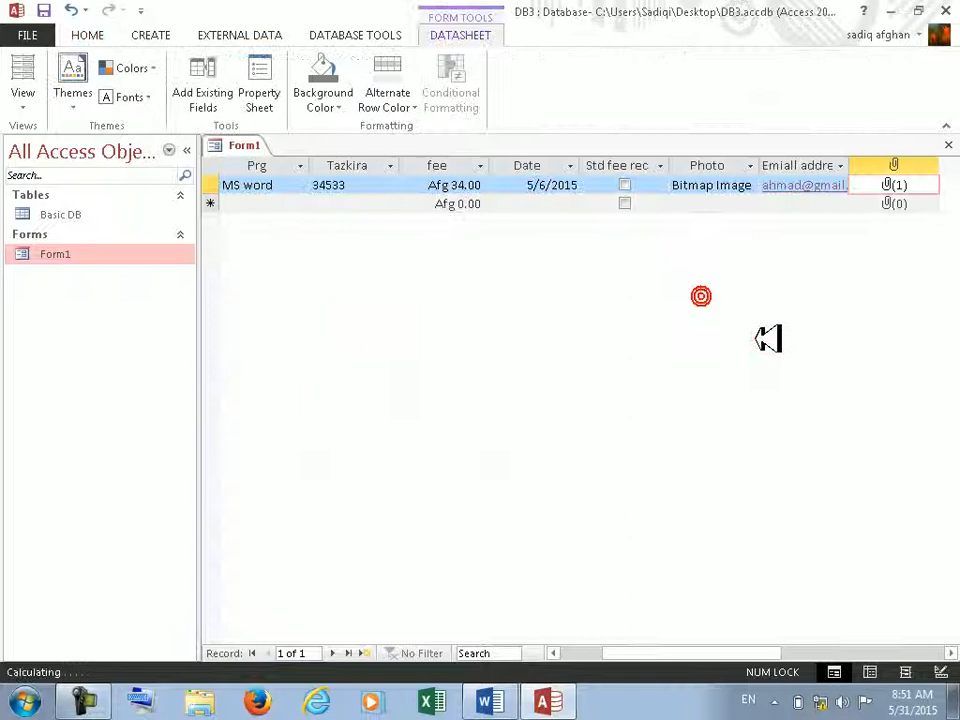 FORM TOOLS
DB3 : Database- C:\Users\Sadiqi\Desktop\DB3.accdb (Access 20...
FILE HOME CREATE EXTERNAL DATA DATABASE TOOLS DATASHEET
sadiq afghan
View
Themes
Colors
Fonts
Add Existing Fields
Property Sheet
Background Color
Alternate Row Color
Conditional Formatting
Views Themes Tools Formatting
All Access Obje...
Search...
Tables
Basic DB
Forms
Form1
Form1
Prg Tazkira fee Date Std fee rec Photo Emiall addre
MS word 34533 Afg 34.00 5/6/2015 Bitmap Image ahmad@gmail. (1)
Afg 0.00 (0)
Record: 1 of 1 No Filter Search
Calculating
NUM LOCK
EN
8:51 AM
5/31/2015